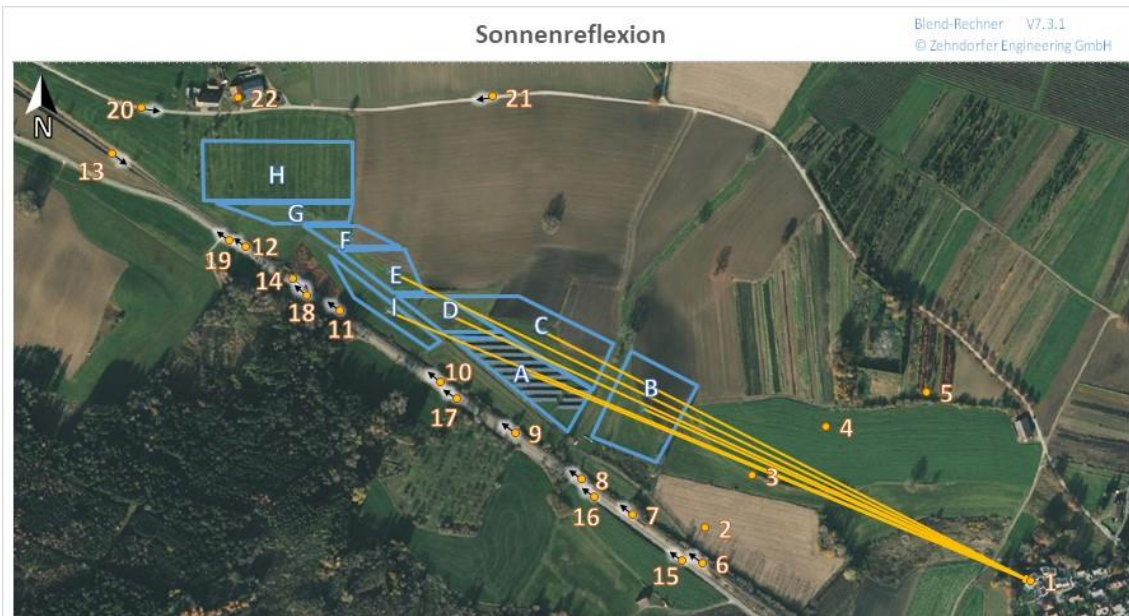 Sonnenreflexion
Blend-Rechner V7.3.1
© Zehndorfer Engineering GmbH
20
22
21
N
13
H
G
F
19
12
14
18
11
E
I
D
C
A
B
10
17
9
5
4
3
8
16
7
2
15
6
1